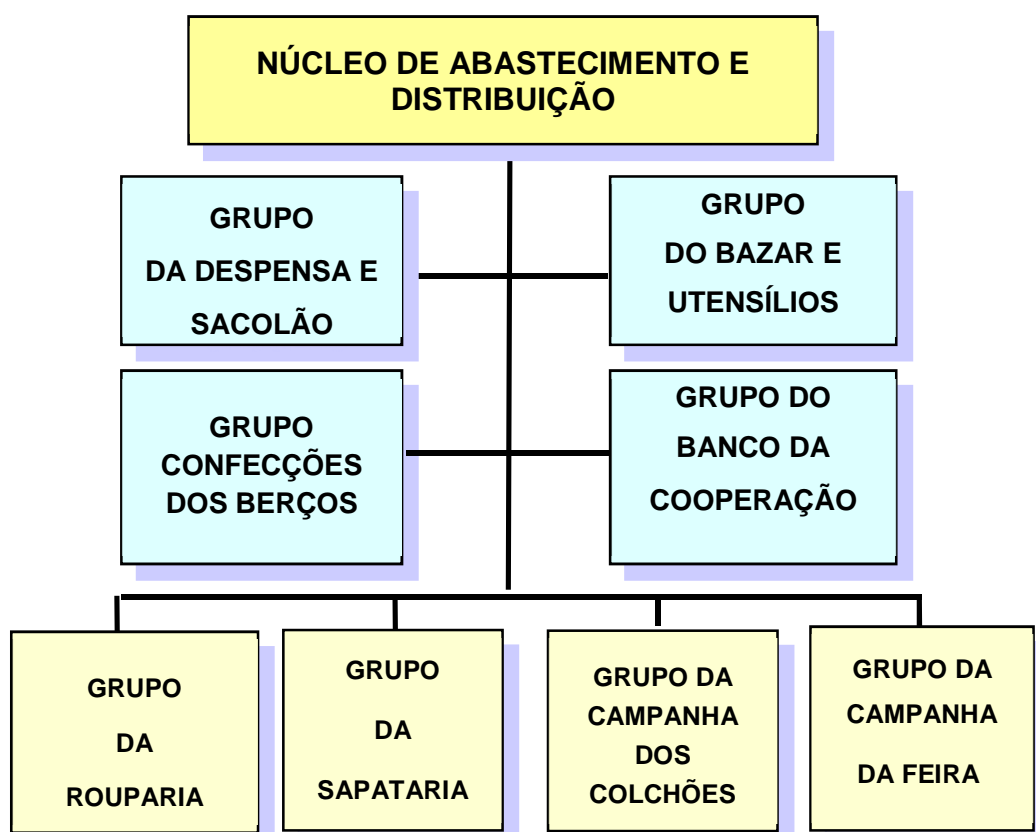 NÚCLEO DE ABASTECIMENTO E
DISTRIBUIÇÃO
GRUPO
DA DESPENSA E
SACOLÃO
GRUPO
DO BAZAR E
UTENSÍLIOS
GRUPO
CONFECÇÕES
DOS BERÇOS
GRUPO DO
BANCO DA
COOPERAÇÃO
GRUPO
DA
ROUPARIA
GRUPO
DA
SAPATARIA
GRUPO DA
CAMPANHA
DOS
COLCHÕES
GRUPO DA
CAMPANHA
DA FEIRA